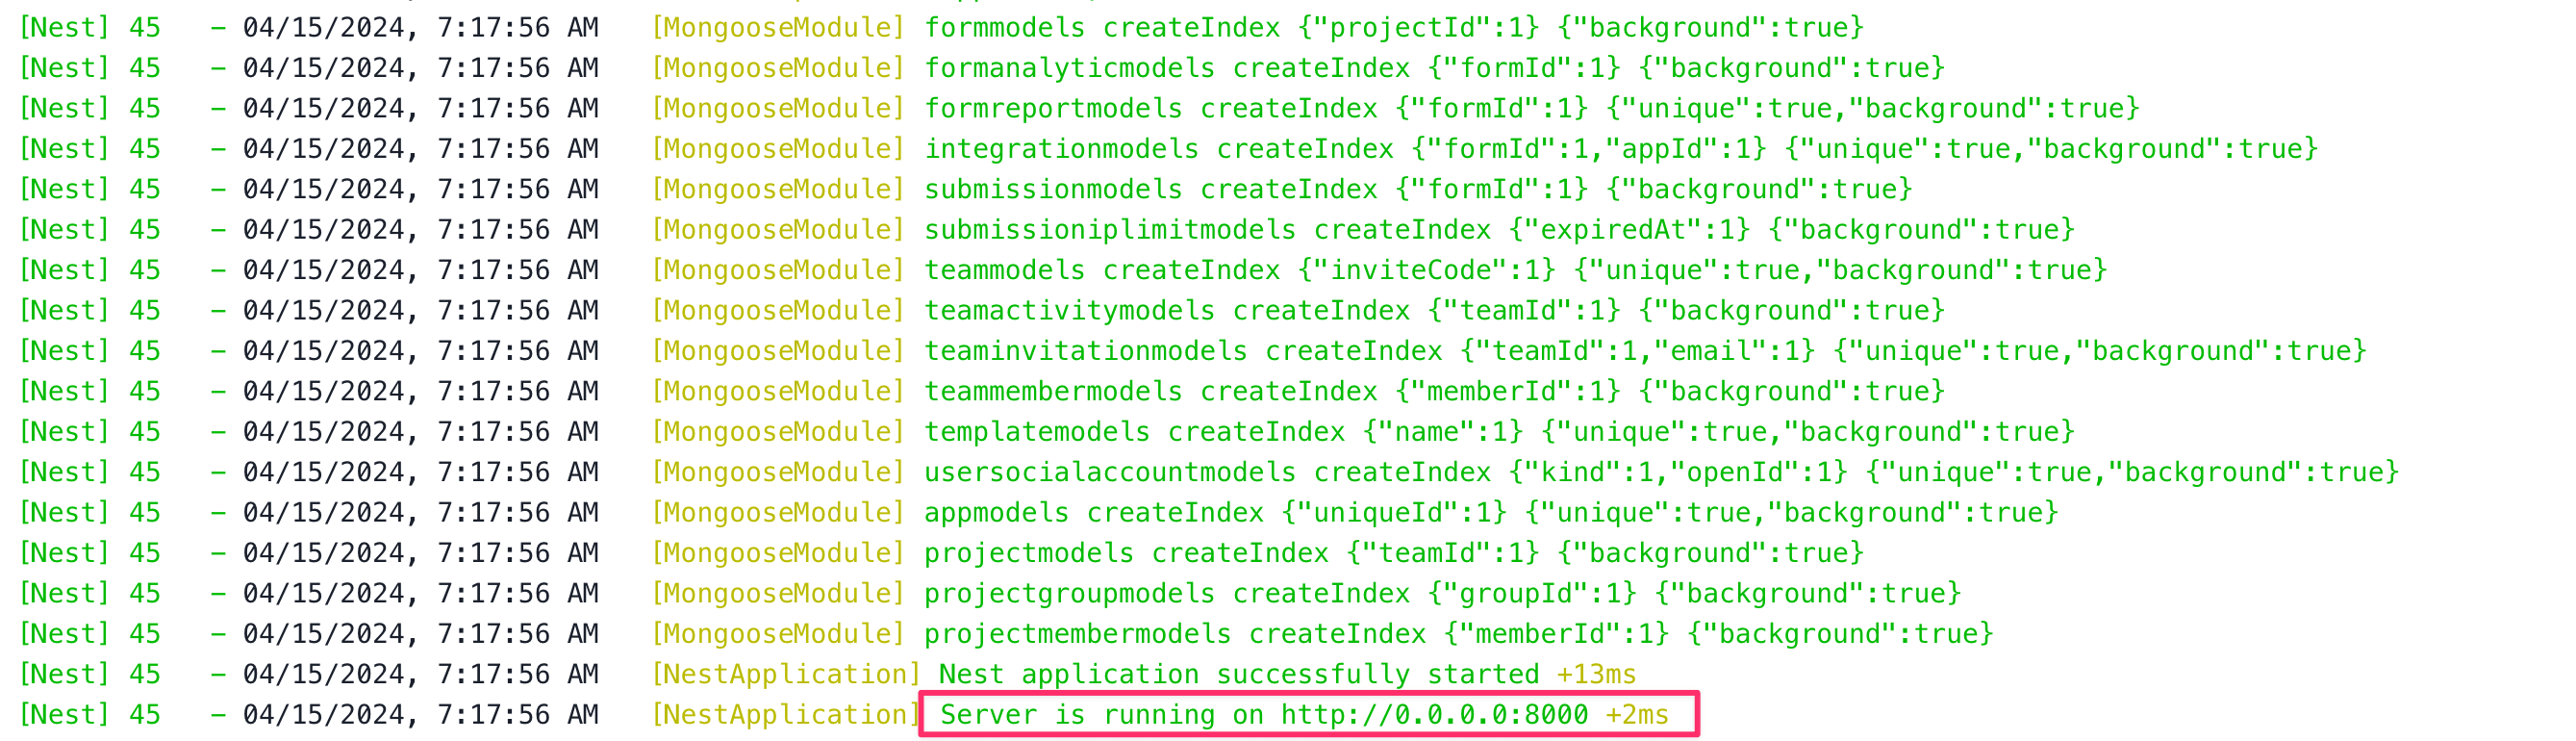 [Nest] 45   - 04/15/2024, 7:17:56 AM   [MongooseModule] formmodels createIndex {"projectId":1} {"background":true}
[Nest] 45   - 04/15/2024, 7:17:56 AM   [MongooseModule] formanalyticmodels createIndex {"formId":1} {"background":true}
[Nest] 45   - 04/15/2024, 7:17:56 AM   [MongooseModule] formreportmodels createIndex {"formId":1} {"unique":true,"background":true}
[Nest] 45   - 04/15/2024, 7:17:56 AM   [MongooseModule] integrationmodels createIndex {"formId":1,"appId":1} {"unique":true,"background":true}
[Nest] 45   - 04/15/2024, 7:17:56 AM   [MongooseModule] submissionmodels createIndex {"formId":1} {"background":true}
[Nest] 45   - 04/15/2024, 7:17:56 AM   [MongooseModule] submissioniplimitmodels createIndex {"expiredAt":1} {"background":true}
[Nest] 45   - 04/15/2024, 7:17:56 AM   [MongooseModule] teammodels createIndex {"inviteCode":1} {"unique":true,"background":true}
[Nest] 45   - 04/15/2024, 7:17:56 AM   [MongooseModule] teamactivitymodels createIndex {"teamId":1} {"background":true}
[Nest] 45   - 04/15/2024, 7:17:56 AM   [MongooseModule] teaminvitationmodels createIndex {"teamId":1,"email":1} {"unique":true,"background":true}
[Nest] 45   - 04/15/2024, 7:17:56 AM   [MongooseModule] teammembermodels createIndex {"memberId":1} {"background":true}
[Nest] 45   - 04/15/2024, 7:17:56 AM   [MongooseModule] templatemodels createIndex {"name":1} {"unique":true,"background":true}
[Nest] 45   - 04/15/2024, 7:17:56 AM   [MongooseModule] usersocialaccountmodels createIndex {"kind":1,"openId":1} {"unique":true,"background":true}
[Nest] 45   - 04/15/2024, 7:17:56 AM   [MongooseModule] appmodels createIndex {"uniqueId":1} {"unique":true,"background":true}
[Nest] 45   - 04/15/2024, 7:17:56 AM   [MongooseModule] projectmodels createIndex {"teamId":1} {"background":true}
[Nest] 45   - 04/15/2024, 7:17:56 AM   [MongooseModule] projectgroupmodels createIndex {"groupId":1} {"background":true}
[Nest] 45   - 04/15/2024, 7:17:56 AM   [MongooseModule] projectmembermodels createIndex {"memberId":1} {"background":true}
[Nest] 45   - 04/15/2024, 7:17:56 AM   [NestApplication] Nest application successfully started +13ms
[Nest] 45   - 04/15/2024, 7:17:56 AM   [NestApplication] Server is running on http://0.0.0.0:8000 +2ms